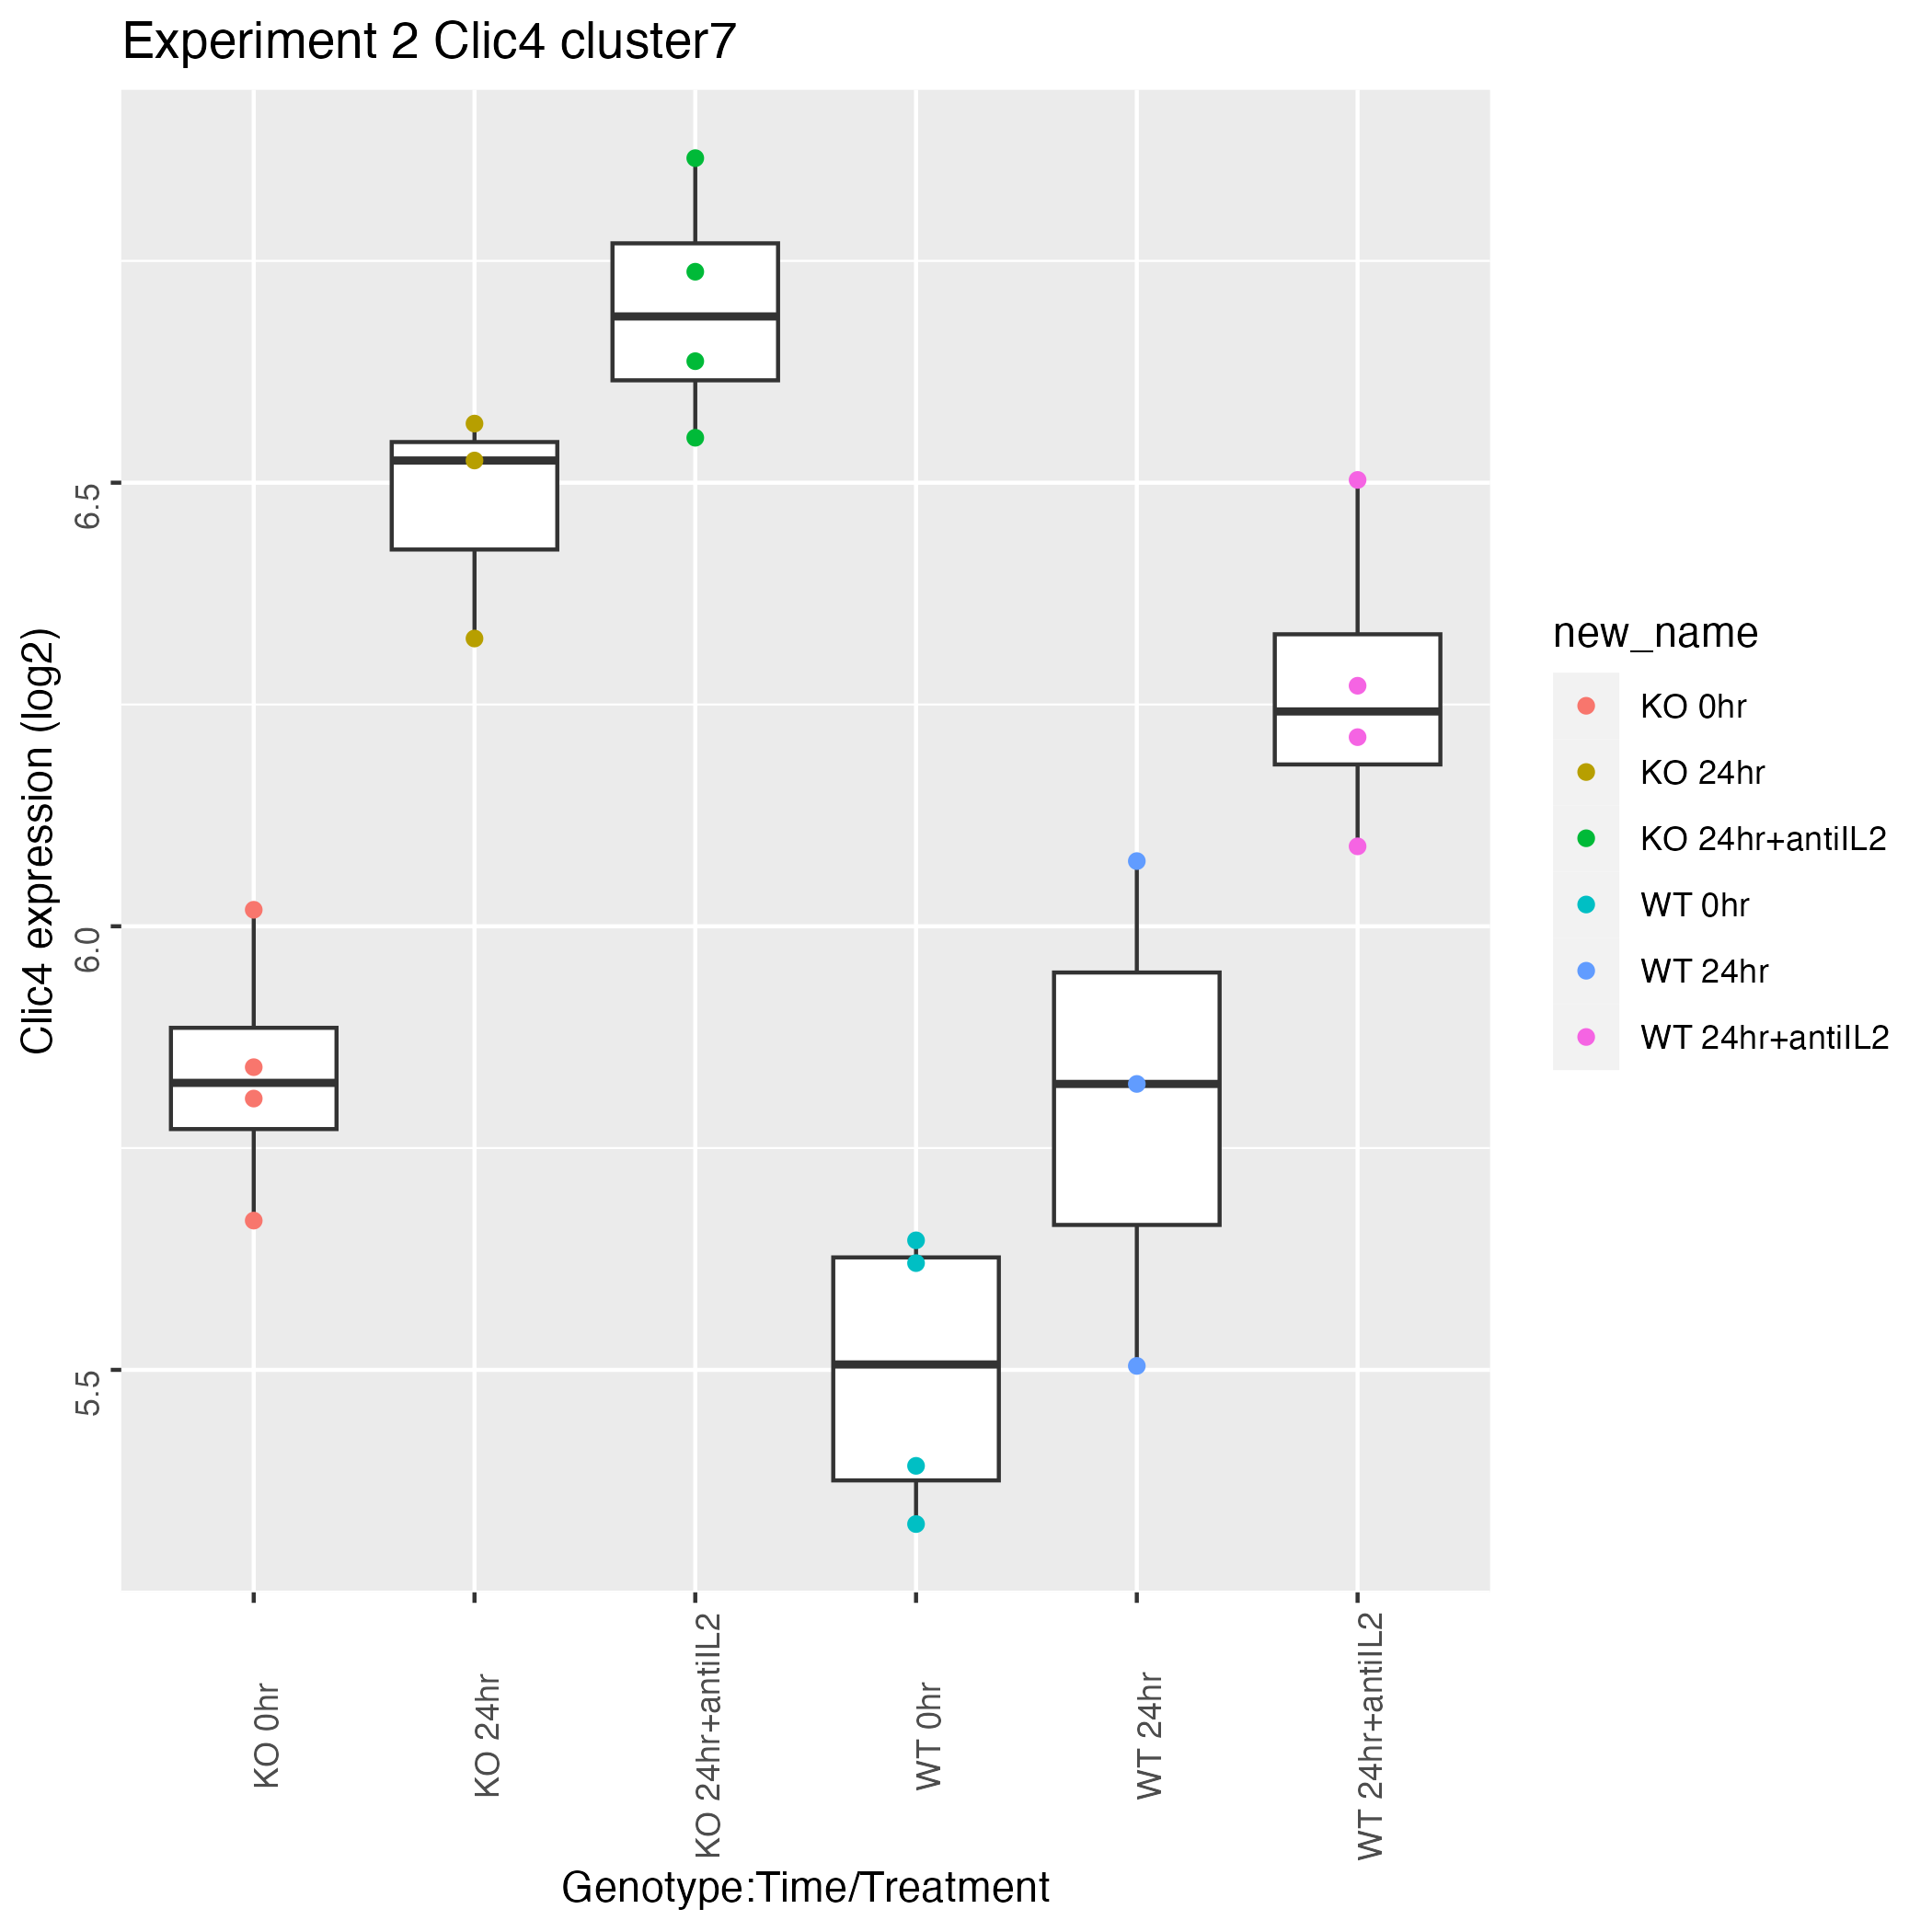 Experiment 2 Clic4 cluster7
Clic4 expression (log2)
6.5
6.0
5.5
KO 0hr
KO 24hr
KO 24hr+antiIL2
WT 0hr
WT 24hr
WT 24hr+antiIL2
Genotype:Time/Treatment
new_name
KO 0hr
KO 24hr
KO 24hr+antiIL2
WT 0hr
WT 24hr
WT 24hr+antiIL2